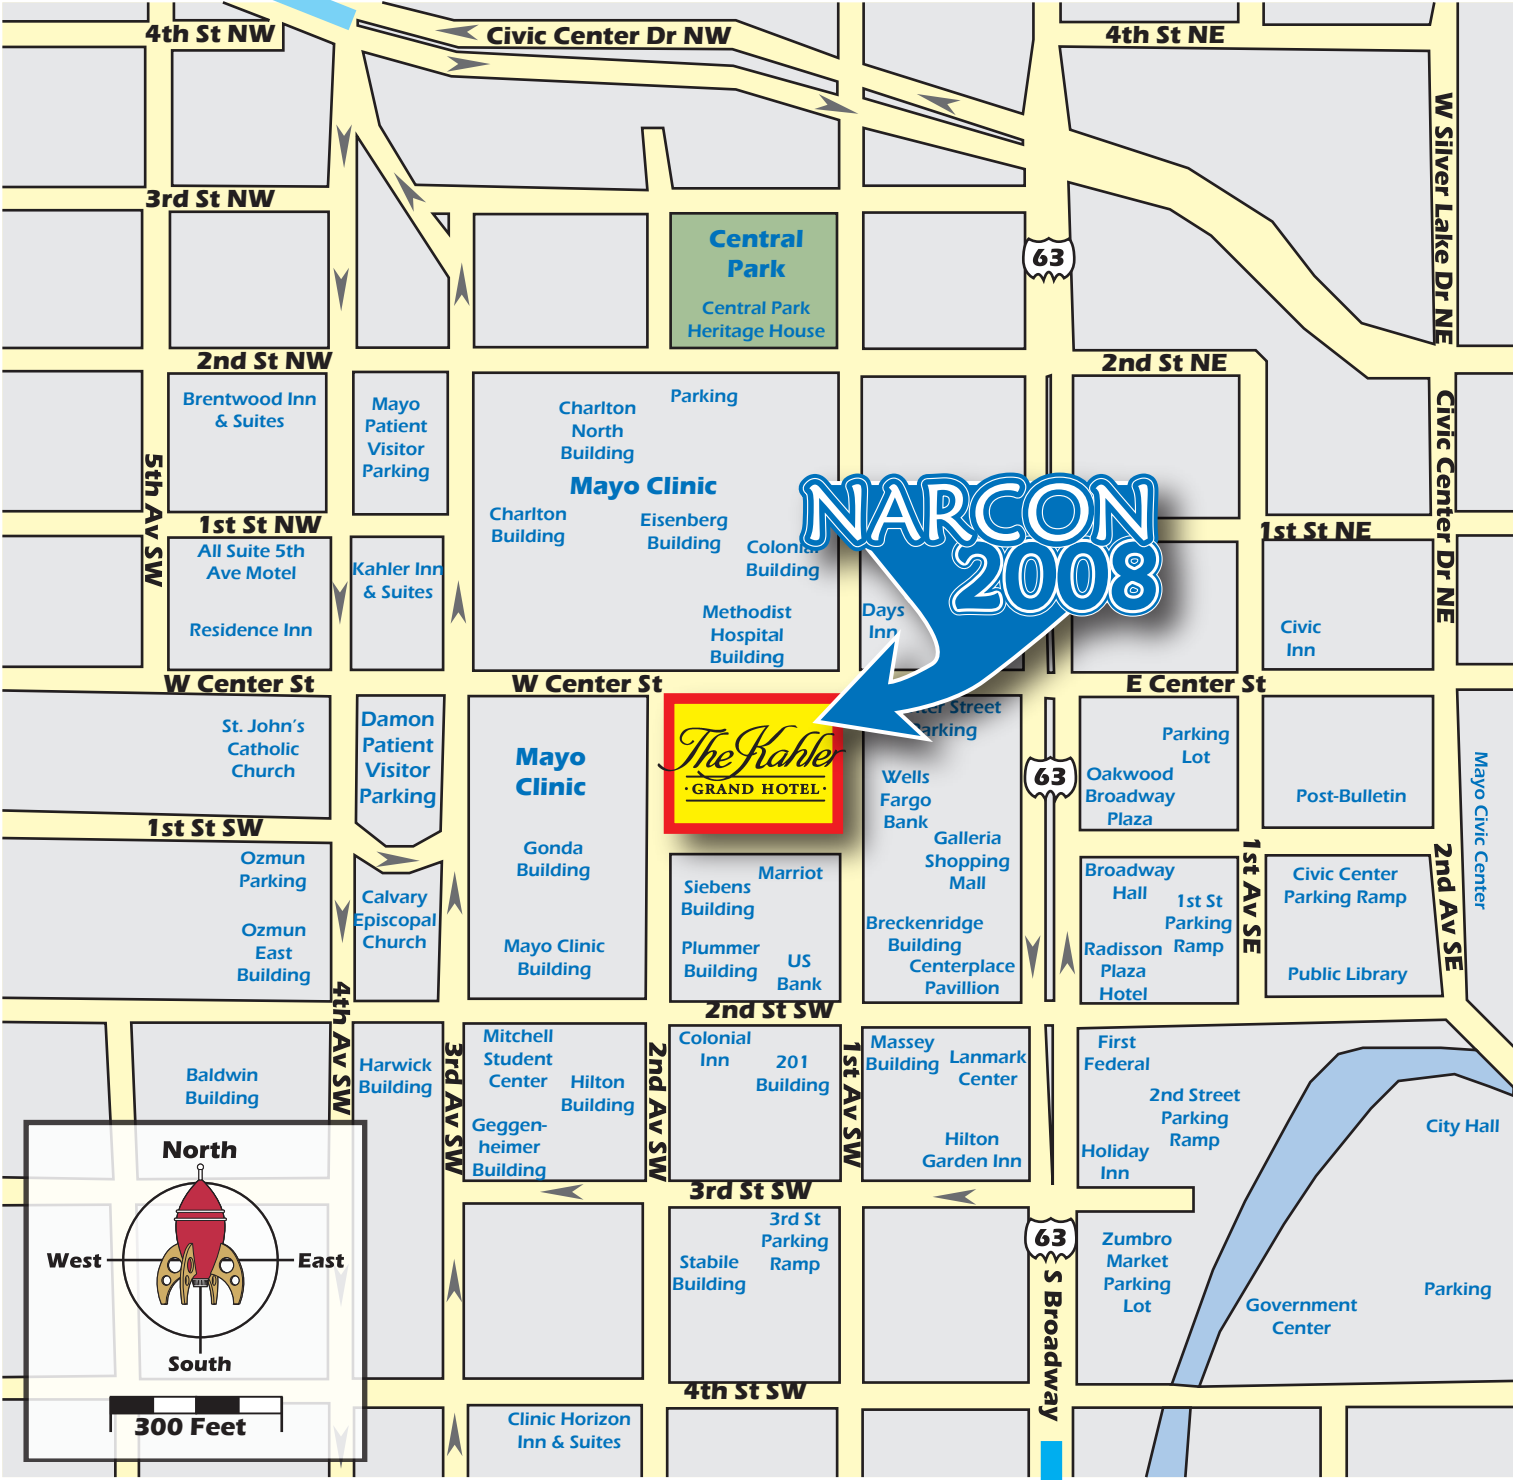 4th St NW
Civic Center Dr NW
4th St NE
W Silver Lake Dr NE
3rd St NW
Central
Park
Central Park
Heritage House
63
2nd St NW
2nd St NE
Brentwood Inn
& Suites
Mayo
Patient
Visitor
Parking
Charlton
North
Building
Parking
Mayo Clinic
Charlton
Building
Eisenberg
Building
Colonial
Building
Methodist
Hospital
Building
NARCON
2008
5th Av SW
1st St NW
1st St NE
Civic Center Dr NE
All Suite 5th
Ave Motel
Residence Inn
Kahler Inn
& Suites
Days
Inn
Civic
Inn
W Center St
W Center St
E Center St
St. John's
Catholic
Church
Damon
Patient
Visitor
Parking
Mayo
Clinic
Gonda
Building
Mayo Clinic
Building
The Kahler
·GRAND HOTEL·
Street
Parking
Wells
Fargo
Bank
Galleria
Shopping
Mall
Breckenridge
Building
Centerplace
Pavillion
63
Parking
Lot
Oakwood
Broadway
Plaza
Post-Bulletin
Mayo Civic Center
1st St SW
Ozmun
Parking
Ozmun
East
Building
Calvary
Episcopal
Church
Marriot
Siebens
Building
Plummer
Building
US
Bank
Broadway
Hall
1st St
Parking
Ramp
Radisson
Plaza
Hotel
1st Av SE
Civic Center
Parking Ramp
Public Library
2nd Av SE
2nd St SW
4th Av SW
3rd Av SW
2nd Av SW
1st Av SW
Baldwin
Building
Harwick
Building
Mitchell
Student
Center
Hilton
Building
Geggen-
heimer
Building
Colonial
Inn
201
Building
Massey
Building
Lanmark
Center
Hilton
Garden Inn
First
Federal
2nd Street
Parking
Ramp
Holiday
Inn
City Hall
3rd St SW
3rd St
Parking
Ramp
Stabile
Building
63
S Broadway
Zumbro
Market
Parking
Lot
Government
Center
Parking
4th St SW
Clinic Horizon
Inn & Suites
North
West
East
South
300 Feet